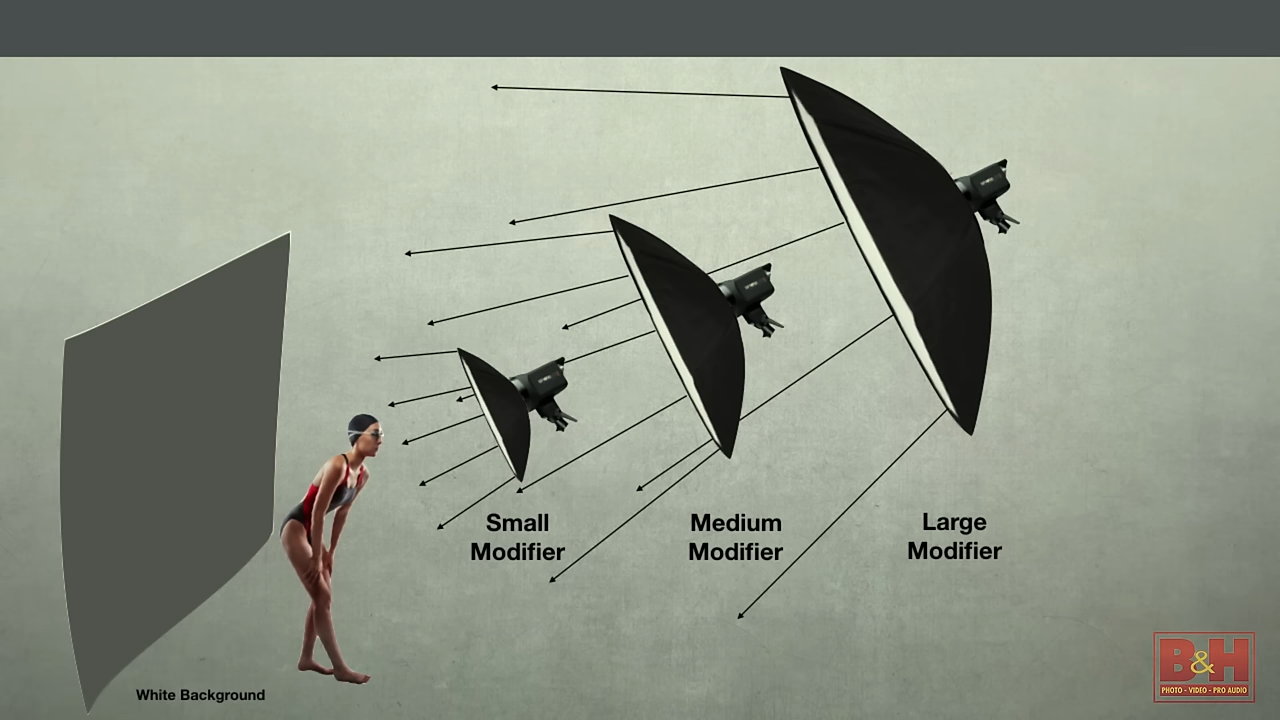 Small
Modifier
Medium
Modifier
Large
Modifier
White Background
B&H
PHOTO - VIDEO - PRO AUDIO